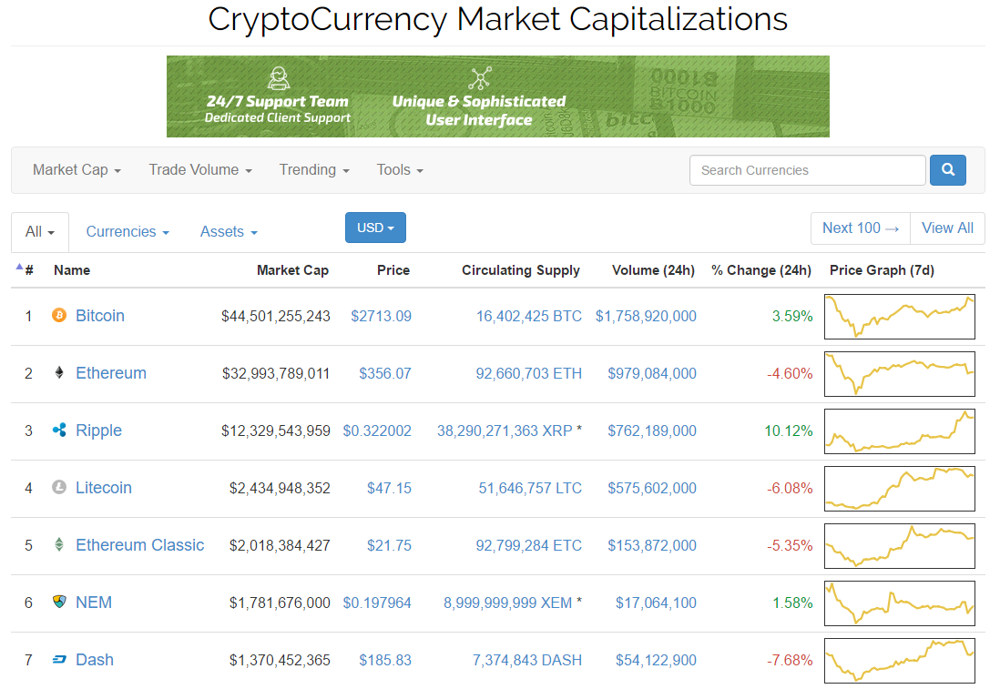 CryptoCurrency Market Capitalizations
24/7 Support Team
Dedicated Client Support
Unique & Sophisticated
User Interface
B1000
BITCOIN
B1000
Market Cap Trade Volume Trending Tools Search Currencies
All Currencies Assets USD Next 100 → View All
# Name Market Cap Price Circulating Supply Volume (24h) % Change (24h) Price Graph (7d)
1 Bitcoin $44,501,255,243 $2713.09 16,402,425 BTC $1,758,920,000 3.59%
2 Ethereum $32,993,789,011 $356.07 92,660,703 ETH $979,084,000 -4.60%
3 Ripple $12,329,543,959 $0.322002 38,290,271,363 XRP * $762,189,000 10.12%
4 Litecoin $2,434,948,352 $47.15 51,646,757 LTC $575,602,000 -6.08%
5 Ethereum Classic $2,018,384,427 $21.75 92,799,284 ETC $153,872,000 -5.35%
6 NEM $1,781,676,000 $0.197964 8,999,999,999 XEM * $17,064,100 1.58%
7 Dash $1,370,452,365 $185.83 7,374,843 DASH $54,122,900 -7.68%